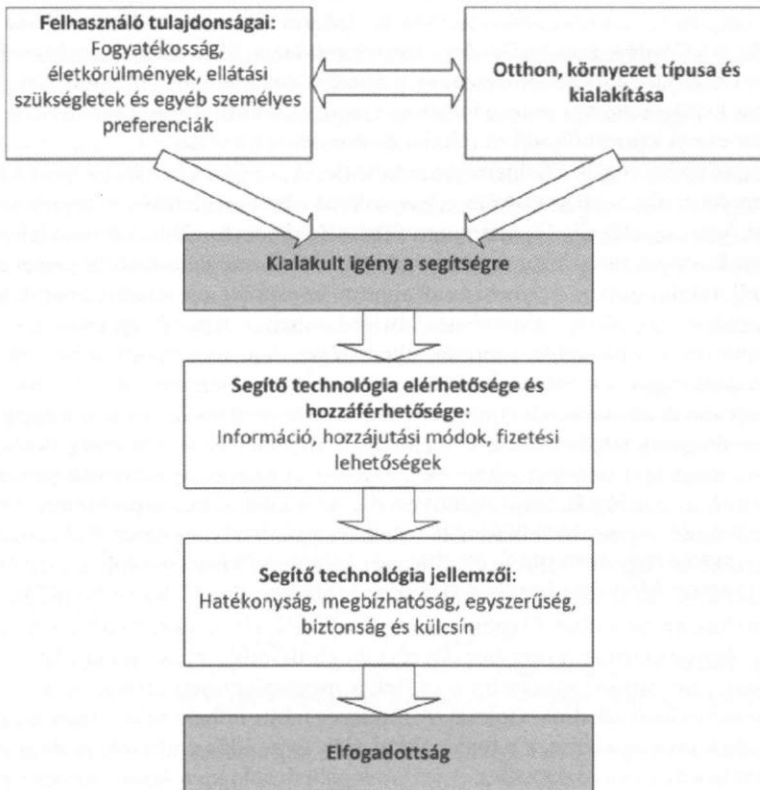 Felhasználó tulajdonságai:
Fogyatékosság,
életkörülmények, ellátási
szükségletek és egyéb személyes
preferenciák
Otthon, környezet típusa és
kialakítása
Kialakult igény a segítségre
Segítő technológia elérhetősége és
hozzáférhetősége:
Információ, hozzájutási módok, fizetési
lehetőségek
Segítő technológia jellemzői:
Hatékonyság, megbízhatóság, egyszerűség,
biztonság és külcsín
Elfogadottság